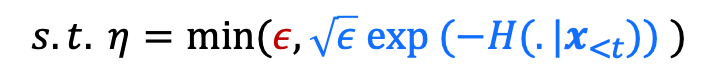 s.t. η = min(ϵ, √ϵ exp (−H(.|x<t)) )